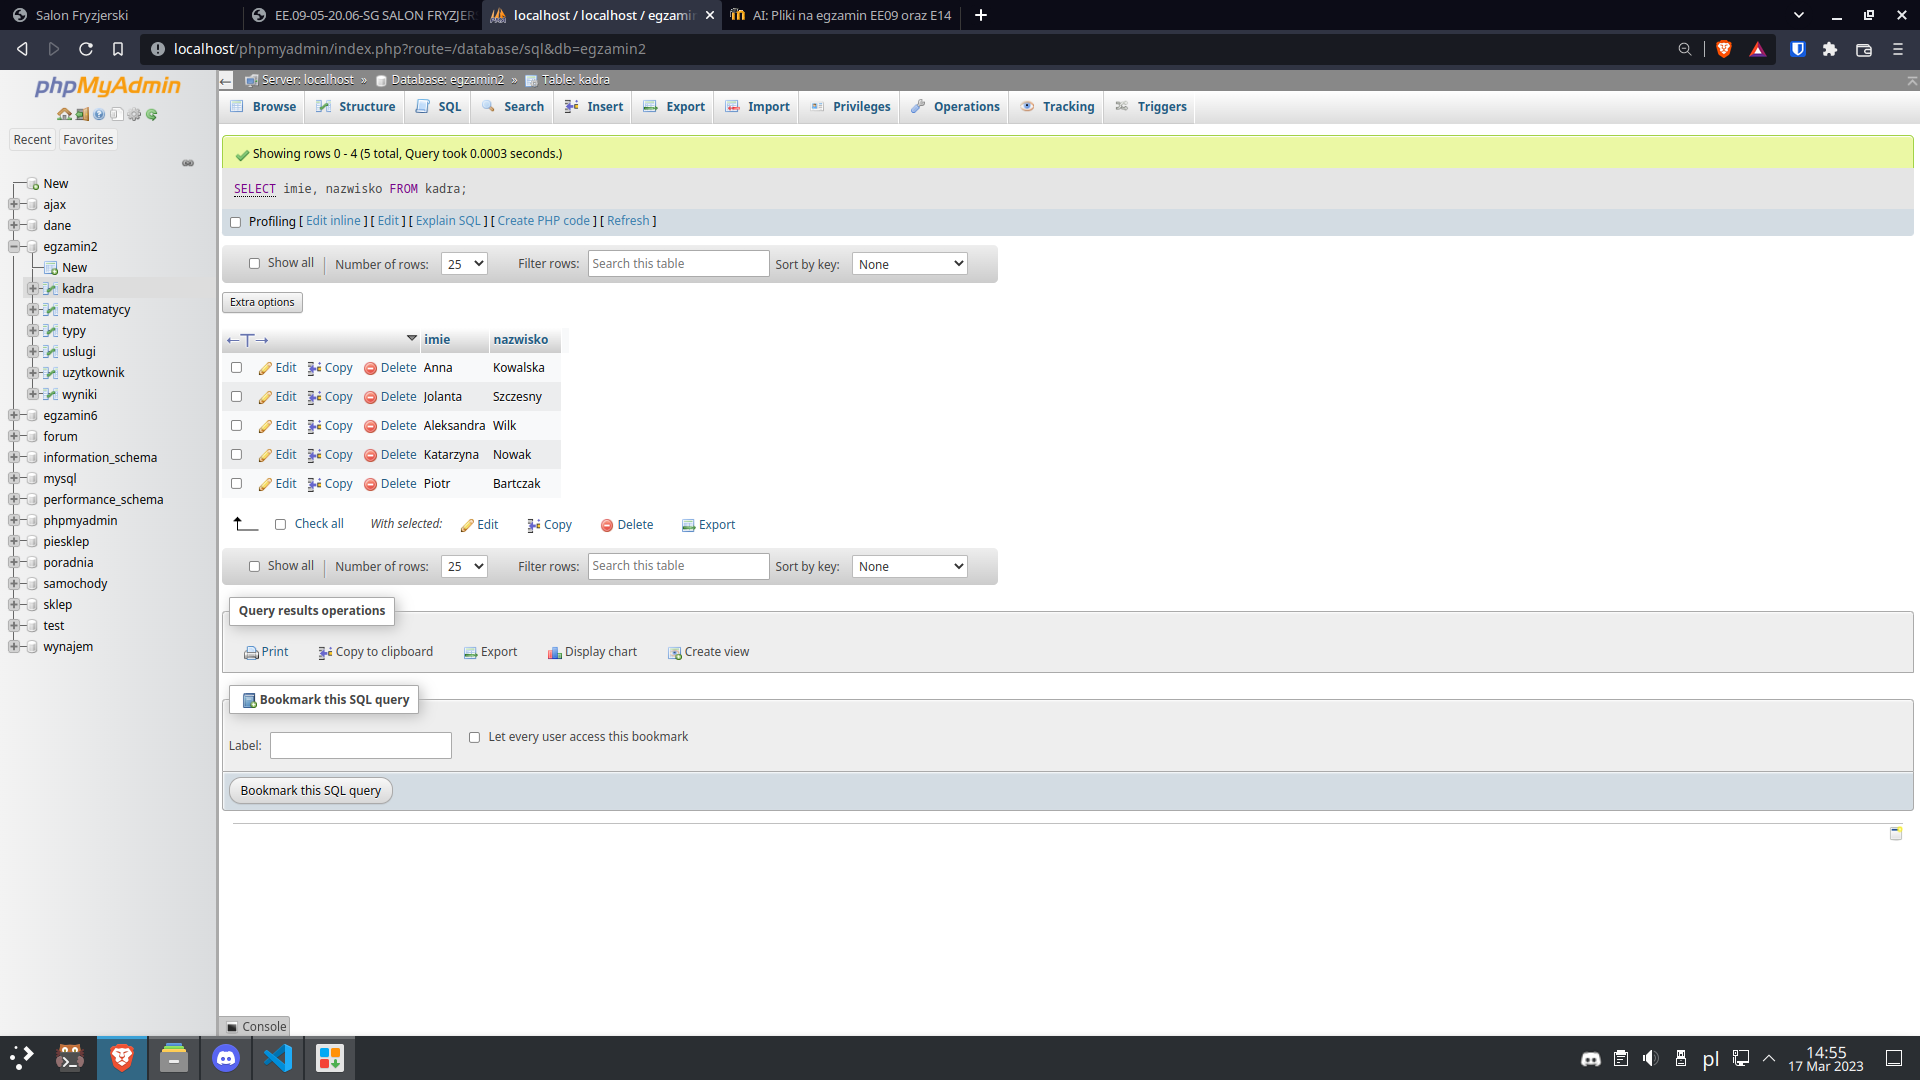 Salon Fryzjerski
EE.09-05-20.06-SG SALON FRYZJER
localhost / localhost / egzamin
AI: Pliki na egzamin EE09 oraz E14
localhost/phpmyadmin/index.php?route=/database/sql&db=egzamin2
phpMyAdmin
Recent
Favorites
New
ajax
dane
egzamin2
New
kadra
matematycy
typy
uslugi
uzytkownik
wyniki
egzamin6
forum
information_schema
mysql
performance_schema
phpmyadmin
piesklep
poradnia
samochody
sklep
test
wynajem
Server: localhost » Database: egzamin2 » Table: kadra
Browse Structure SQL Search Insert Export Import Privileges Operations Tracking Triggers
Showing rows 0 - 4 (5 total, Query took 0.0003 seconds.)
SELECT imie, nazwisko FROM kadra;
Profiling [ Edit inline ] [ Edit ] [ Explain SQL ] [ Create PHP code ] [ Refresh ]
Show all Number of rows: 25 Filter rows: Search this table Sort by key: None
Extra options
imie nazwisko
Edit Copy Delete Anna Kowalska
Edit Copy Delete Jolanta Szczesny
Edit Copy Delete Aleksandra Wilk
Edit Copy Delete Katarzyna Nowak
Edit Copy Delete Piotr Bartczak
Check all With selected: Edit Copy Delete Export
Show all Number of rows: 25 Filter rows: Search this table Sort by key: None
Query results operations
Print Copy to clipboard Export Display chart Create view
Bookmark this SQL query
Label: Let every user access this bookmark
Bookmark this SQL query
Console
pl
14:55
17 Mar 2023